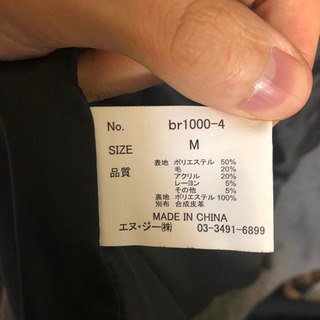 No. br1000-4
SIZE M
品質 表地 ポリエステル 50%
毛 20%
アクリル 20%
レーヨン 5%
その他 5%
裏地 ポリエステル 100%
別布 合成皮革
MADE IN CHINA
エヌ・ジー㈱ 03-3491-6899